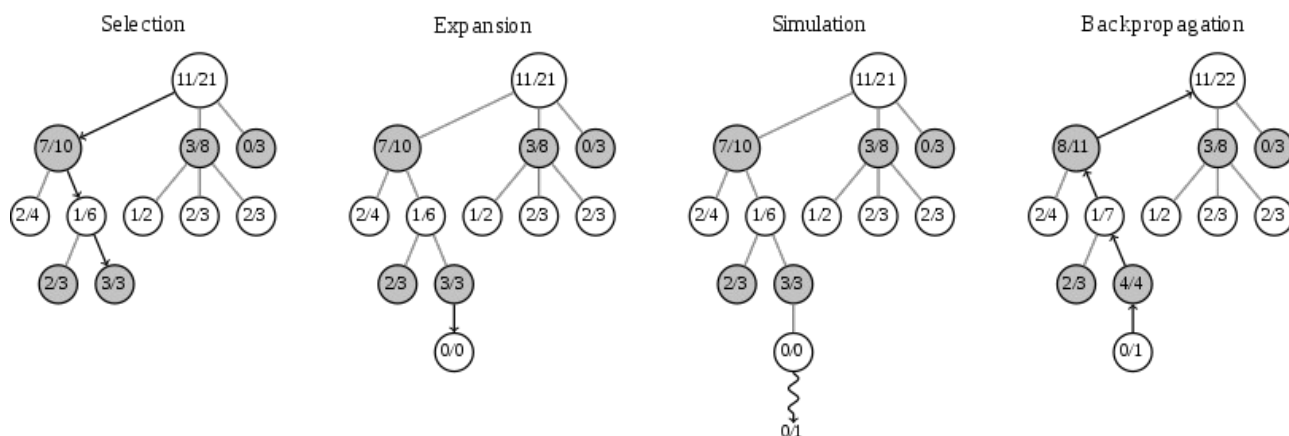 Selection Expansion Simulation Backpropagation
11/21 11/21 11/21 11/22
7/10 3/8 0/3 7/10 3/8 0/3 7/10 3/8 0/3 8/11 3/8 0/3
2/4 1/6 1/2 2/3 2/3 2/4 1/6 1/2 2/3 2/3 2/4 1/6 1/2 2/3 2/3 2/4 1/7 1/2 2/3 2/3
2/3 3/3 2/3 3/3 2/3 3/3 2/3 4/4
0/0 0/0 0/1
0/1